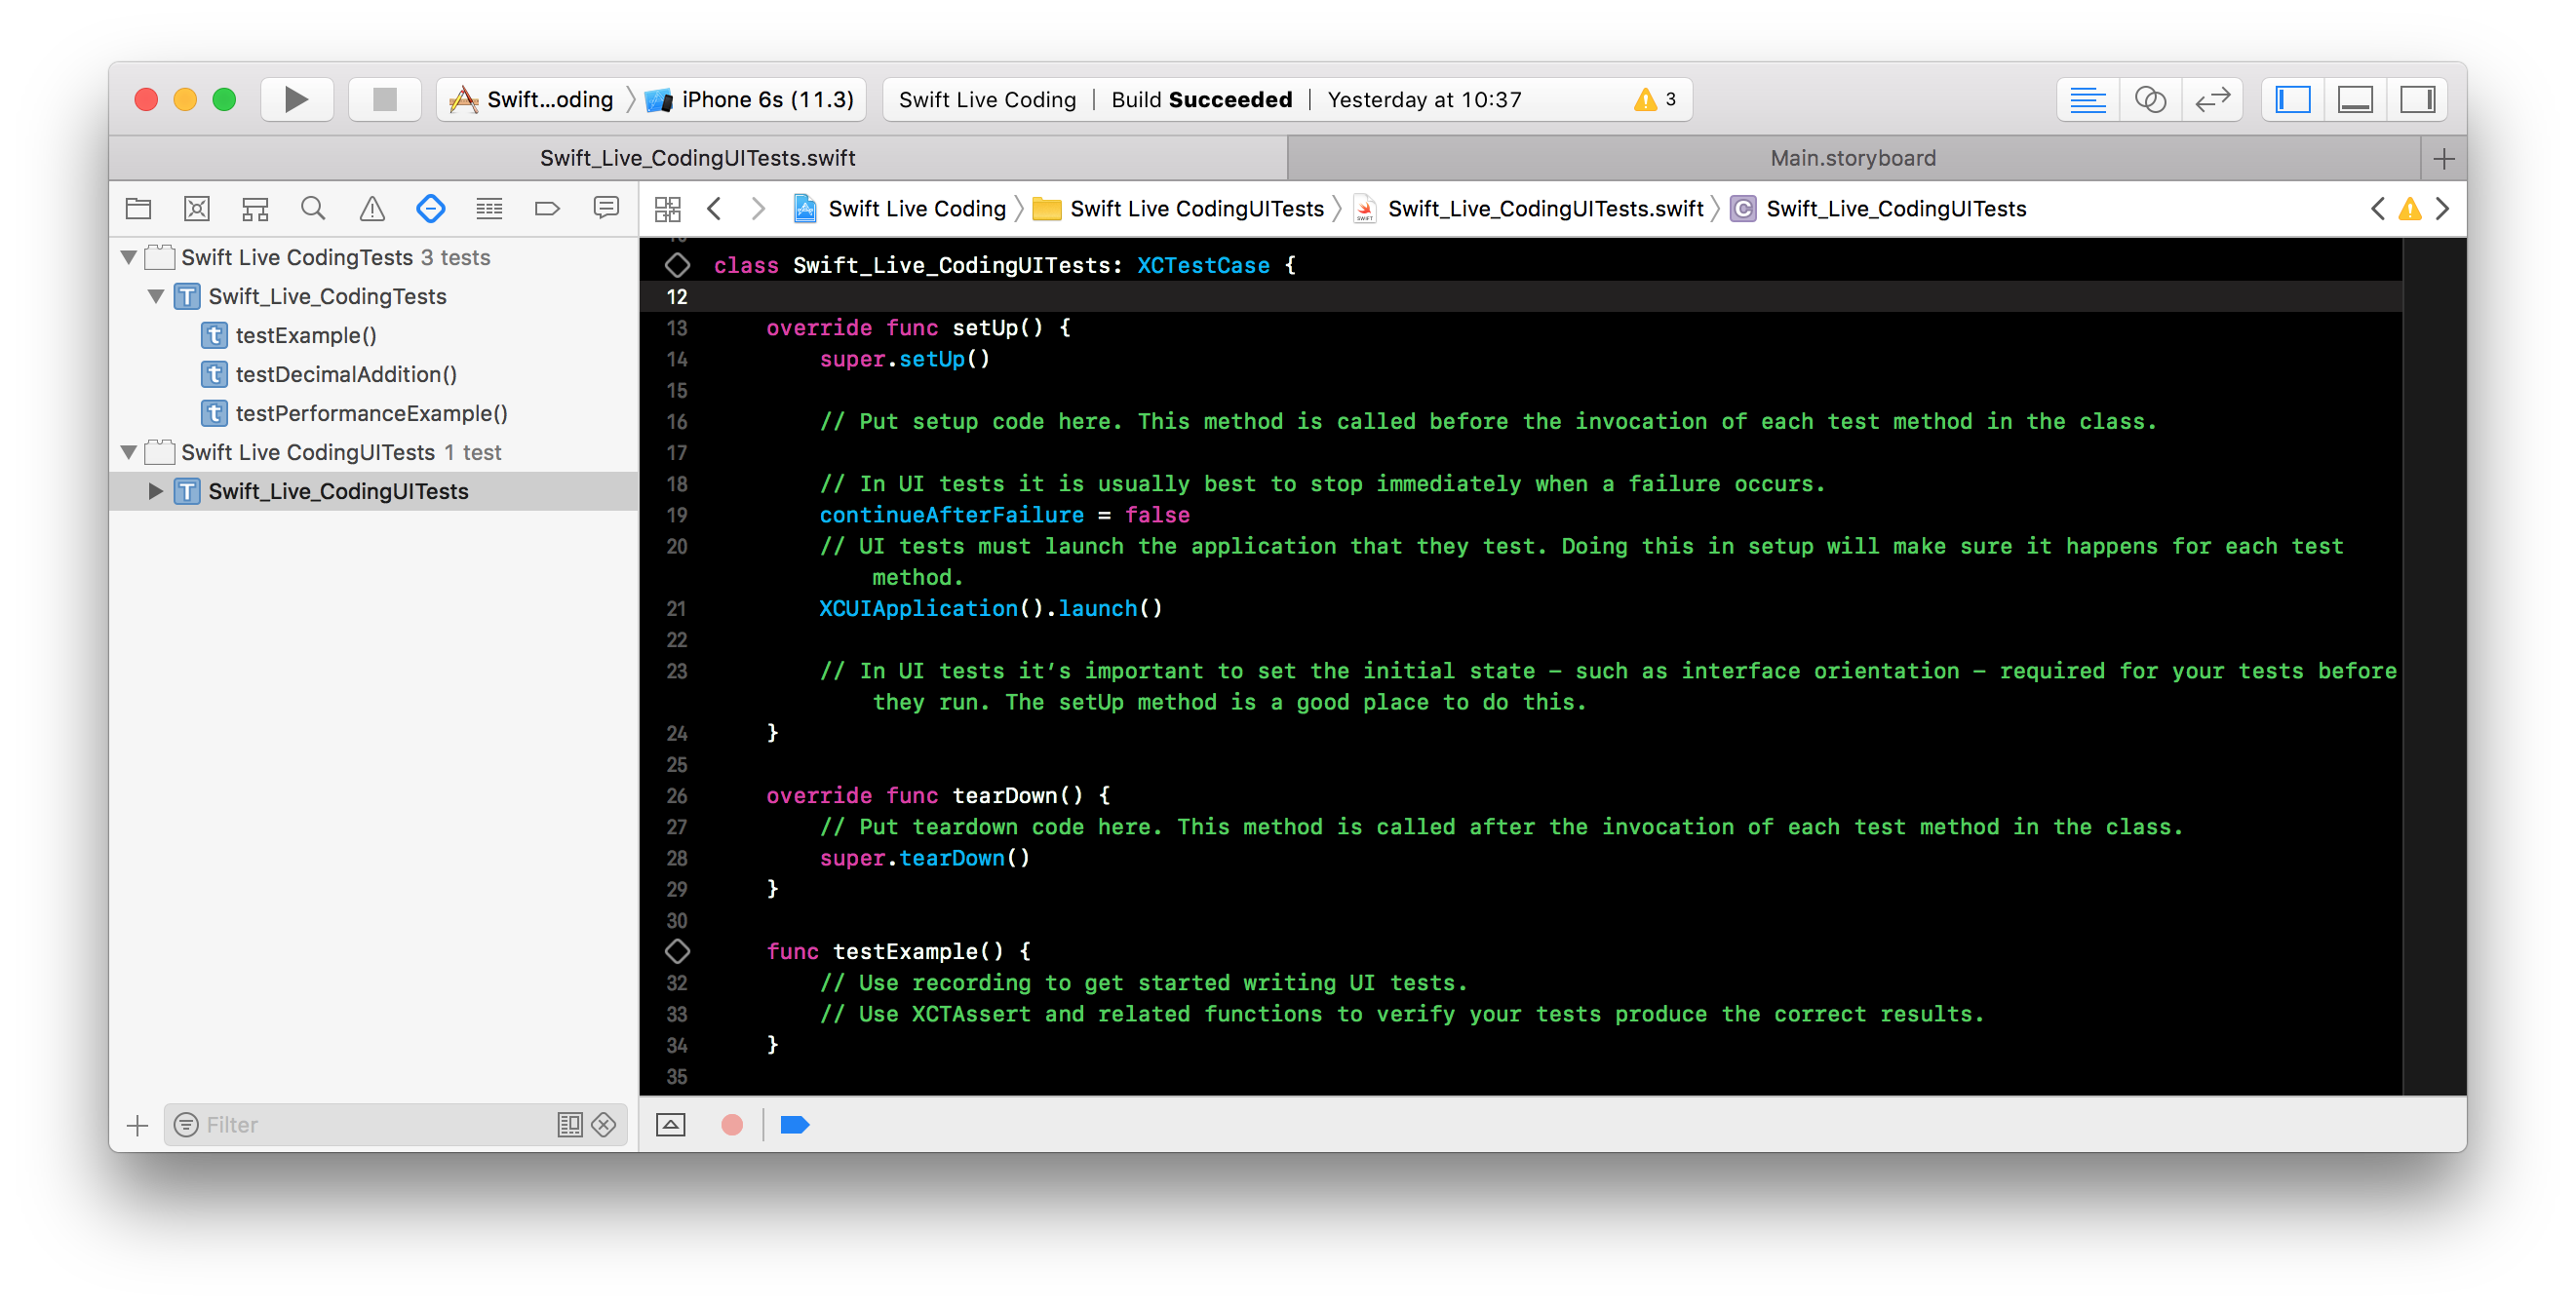 Swift...oding 〉 iPhone 6s (11.3)
Swift Live Coding | Build Succeeded | Yesterday at 10:37
3
Swift_Live_CodingUITests.swift
Main.storyboard
Swift Live Coding 〉 Swift Live CodingUITests 〉 Swift_Live_CodingUITests.swift 〉 C Swift_Live_CodingUITests
Swift Live CodingTests 3 tests
T Swift_Live_CodingTests
t testExample()
t testDecimalAddition()
t testPerformanceExample()
Swift Live CodingUITests 1 test
T Swift_Live_CodingUITests
Filter
class Swift_Live_CodingUITests: XCTestCase {
12
13 override func setUp() {
14 super.setUp()
15
16 // Put setup code here. This method is called before the invocation of each test method in the class.
17
18 // In UI tests it is usually best to stop immediately when a failure occurs.
19 continueAfterFailure = false
20 // UI tests must launch the application that they test. Doing this in setup will make sure it happens for each test
method.
21 XCUIApplication().launch()
22
23 // In UI tests it’s important to set the initial state – such as interface orientation – required for your tests before
they run. The setUp method is a good place to do this.
24 }
25
26 override func tearDown() {
27 // Put teardown code here. This method is called after the invocation of each test method in the class.
28 super.tearDown()
29 }
30
func testExample() {
32 // Use recording to get started writing UI tests.
33 // Use XCTAssert and related functions to verify your tests produce the correct results.
34 }
35